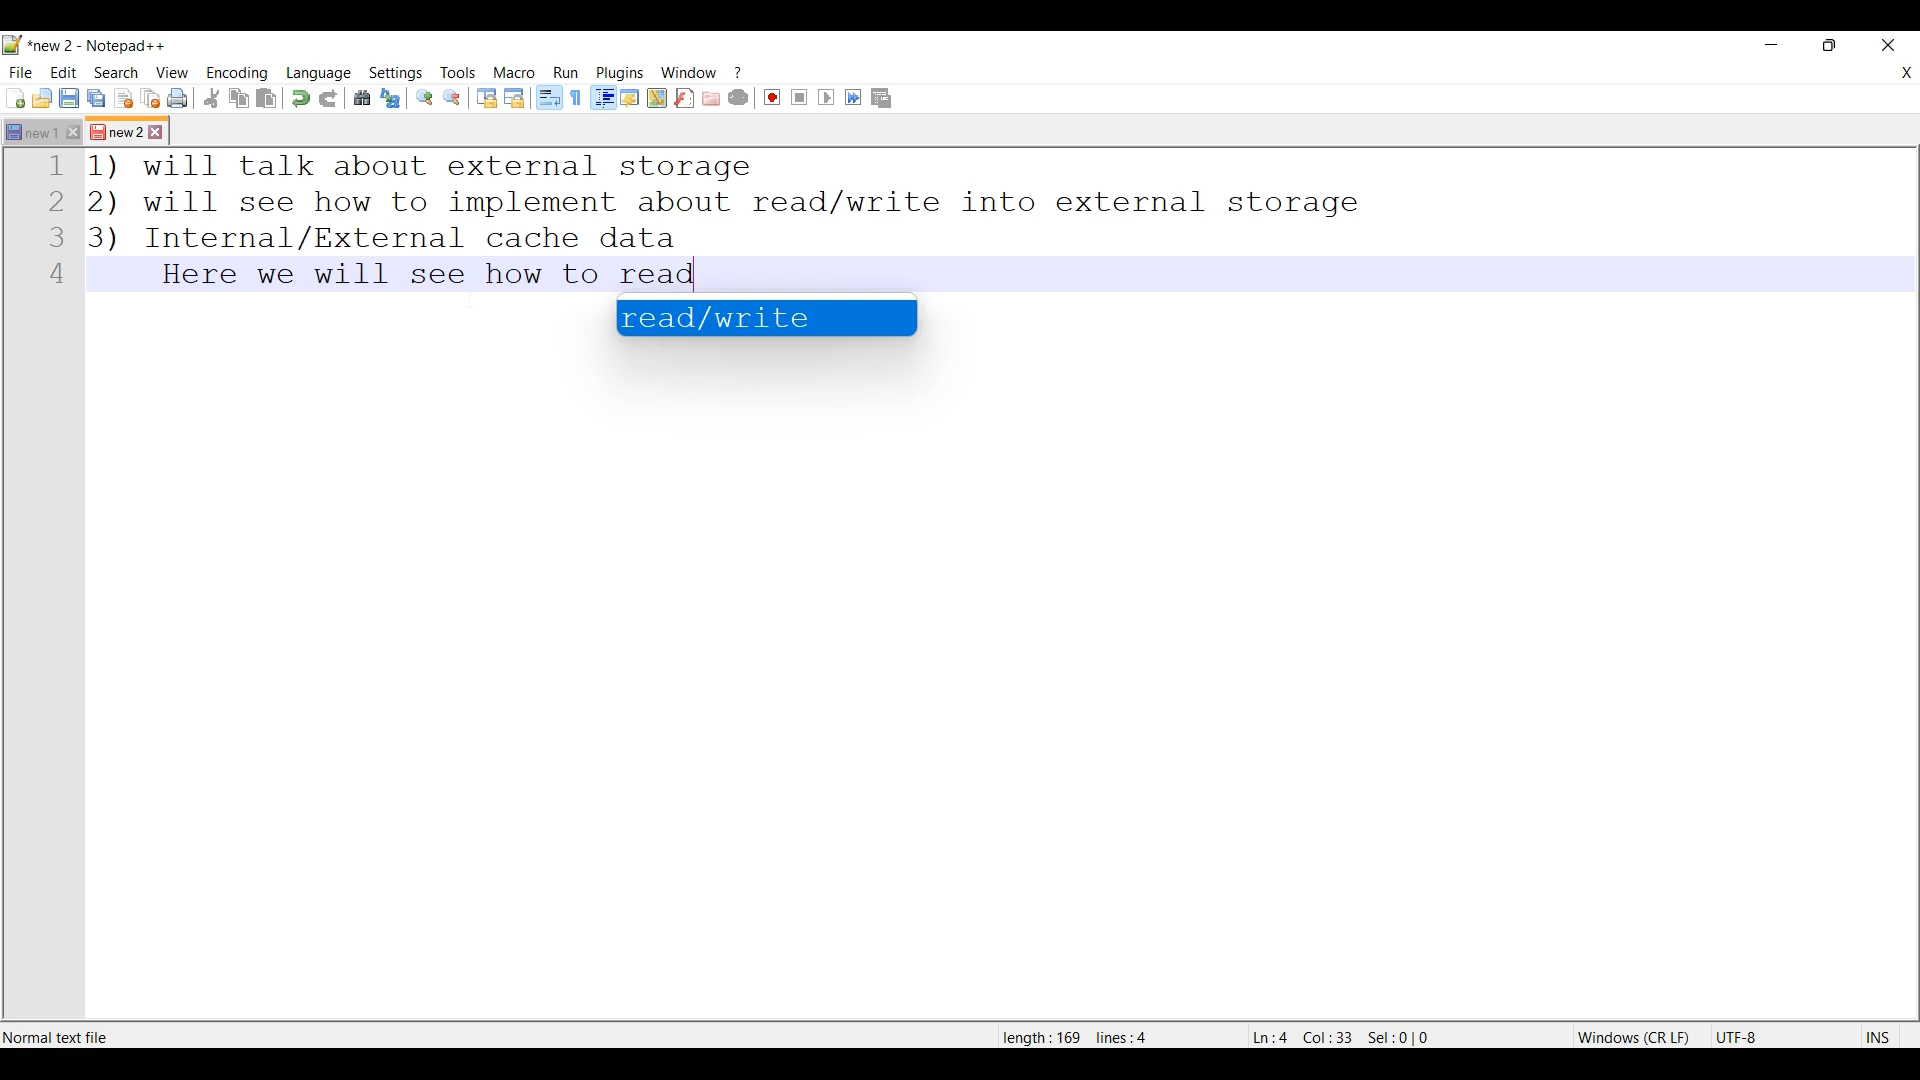 *new 2 - Notepad++
File Edit Search View Encoding Language Settings Tools Macro Run Plugins Window ? X
new 1 new 2
1 1) will talk about external storage
2 2) will see how to implement about read/write into external storage
3 3) Internal/External cache data
4 Here we will see how to read
read/write
Normal text file length : 169 lines : 4 Ln : 4 Col : 33 Sel : 0 | 0 Windows (CR LF) UTF-8 INS